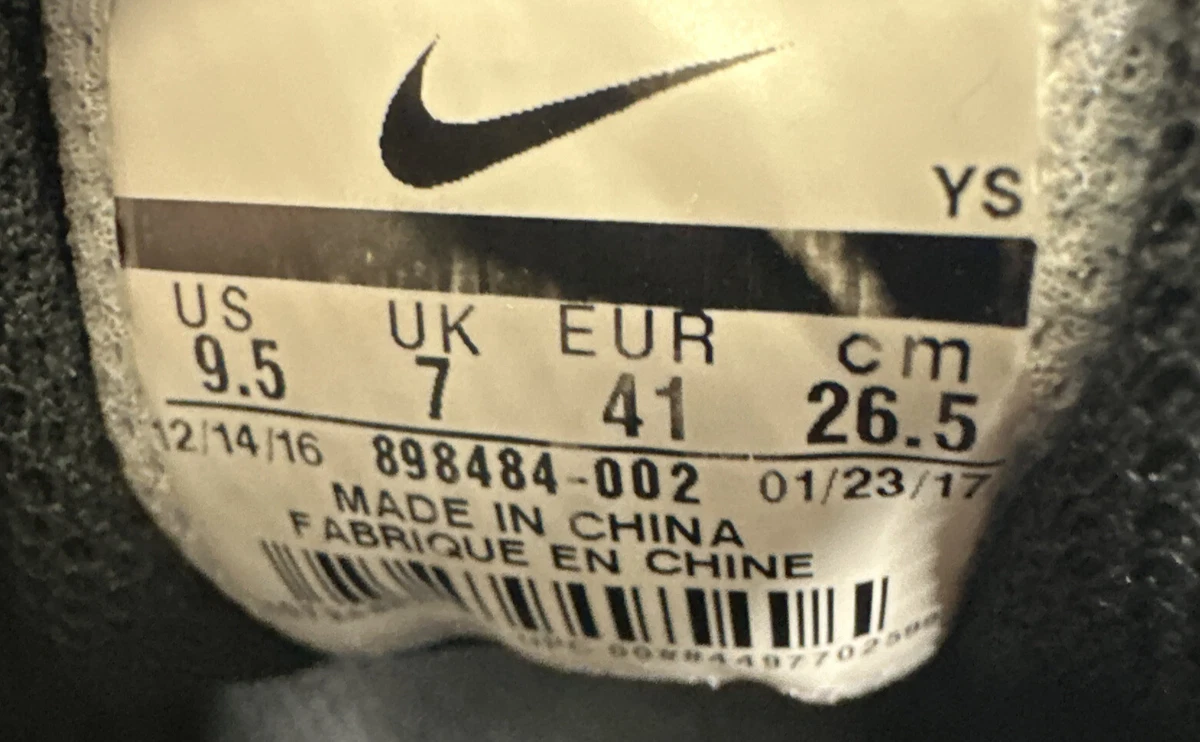 YS
US UK EUR cm
9.5 7 41 26.5
12/14/16 898484-002 01/23/17
MADE IN CHINA
FABRIQUE EN CHINE